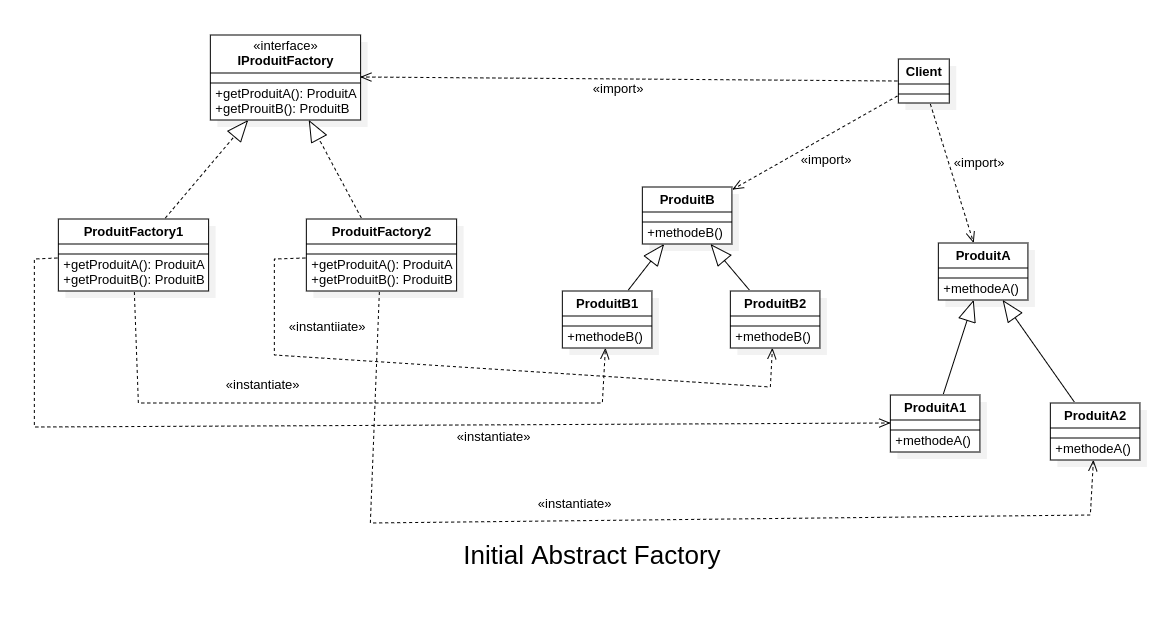 «interface»
IProduitFactory
+getProduitA(): ProduitA
+getProuitB(): ProduitB
Client
«import»
«import»
«import»
ProduitB
+methodeB()
ProduitFactory1
+getProduitA(): ProduitA
+getProduitB(): ProduitB
ProduitFactory2
+getProduitA(): ProduitA
+getProduitB(): ProduitB
ProduitA
+methodeA()
ProduitB1
+methodeB()
ProduitB2
+methodeB()
«instantiiate»
«instantiate»
ProduitA1
+methodeA()
ProduitA2
+methodeA()
«instantiate»
«instantiate»
Initial Abstract Factory